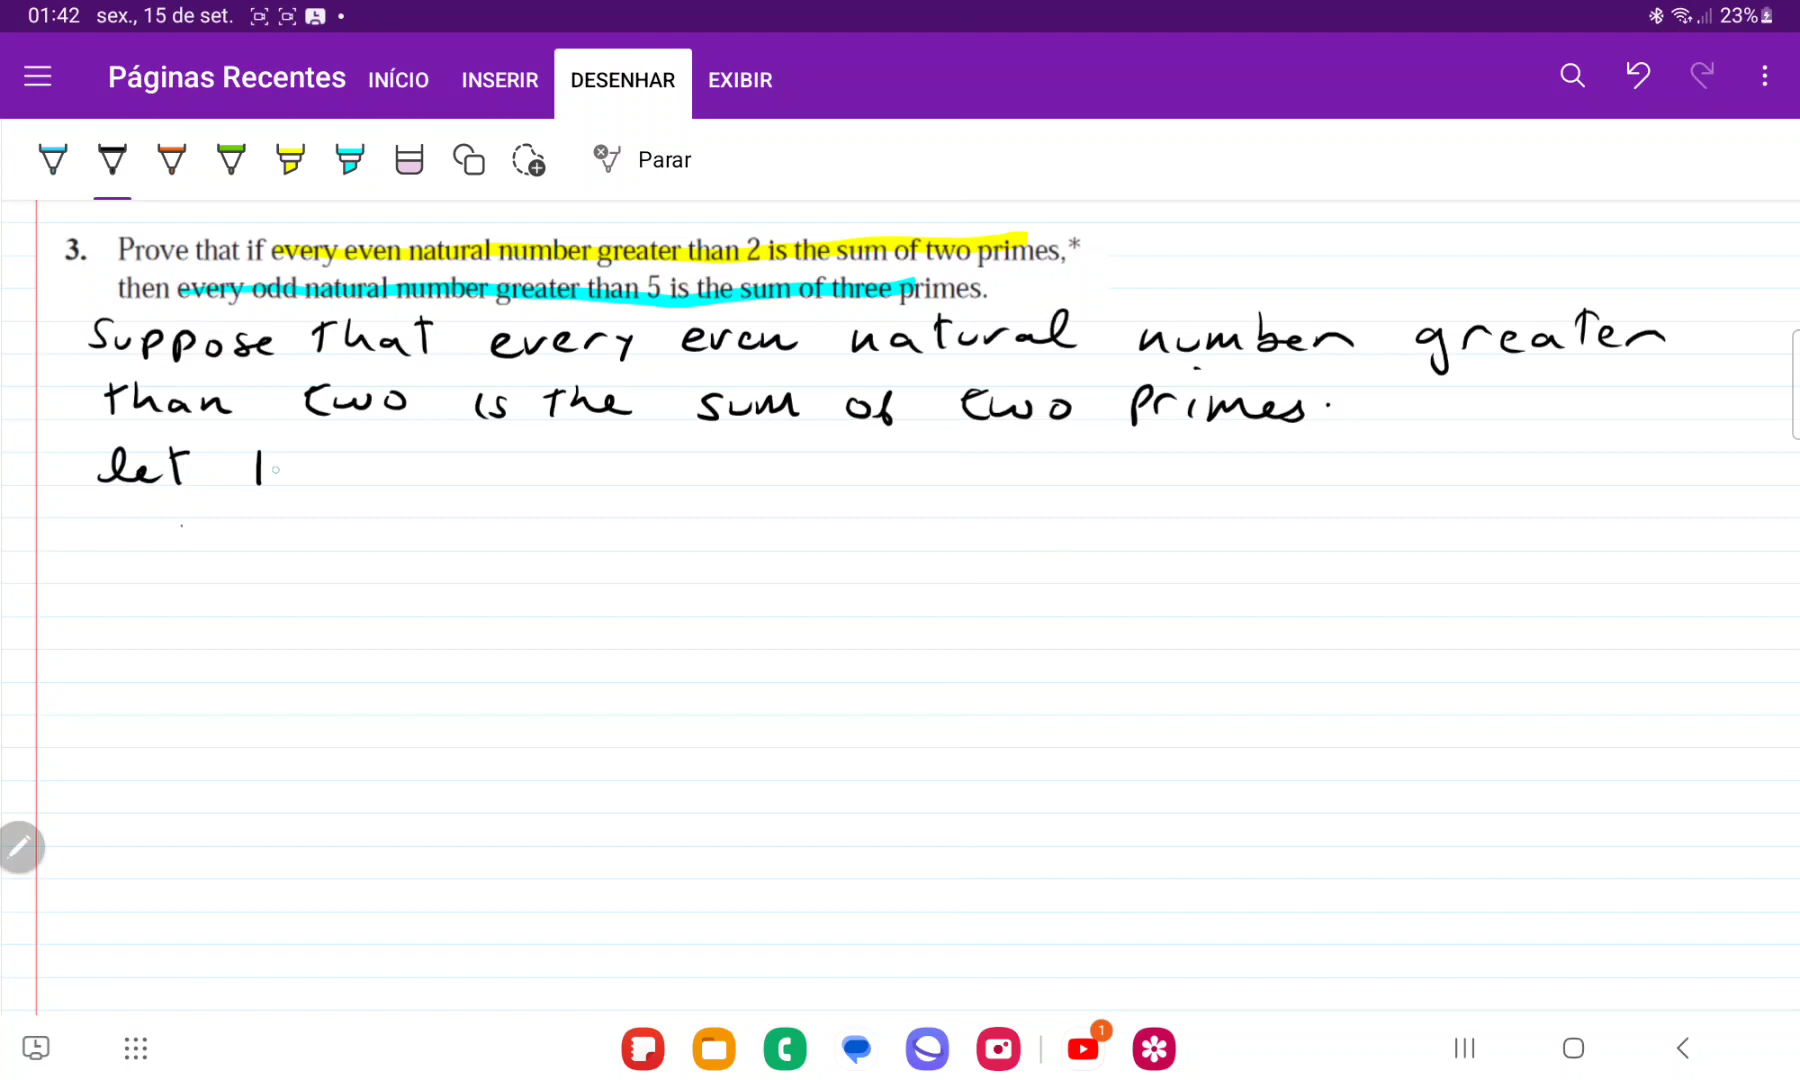 01:42 sex., 15 de set. • 23%
Páginas Recentes INÍCIO INSERIR DESENHAR EXIBIR
Parar
3. Prove that if every even natural number greater than 2 is the sum of two primes,*
then every odd natural number greater than 5 is the sum of three primes.
Suppose that every even natural number greater
than two is the sum of two primes.
let
1